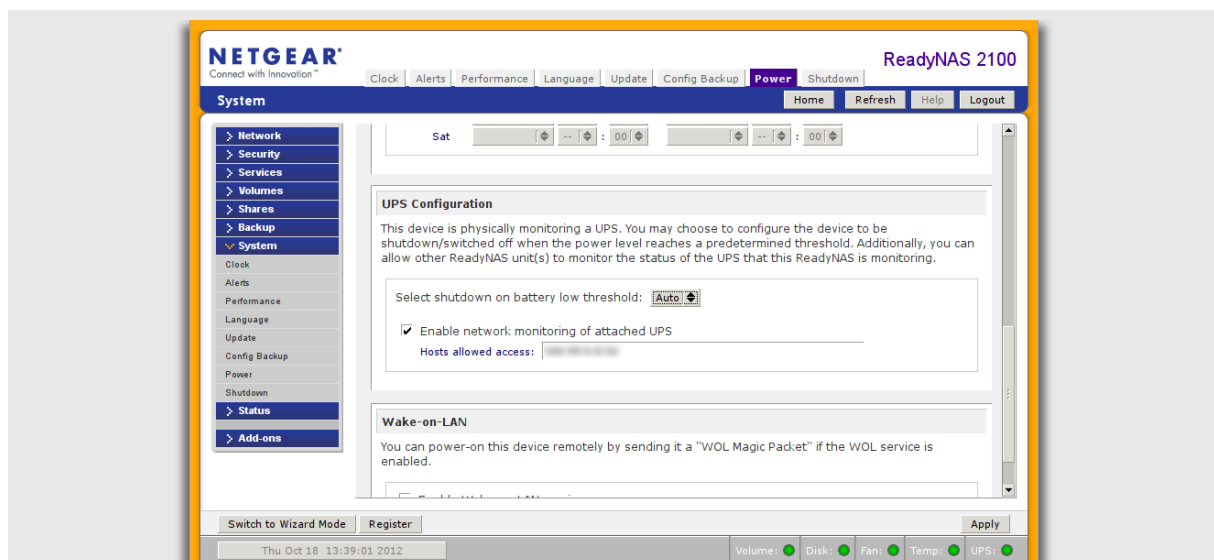 NETGEAR®
Connect with Innovation™
ReadyNAS 2100
Clock Alerts Performance Language Update Config Backup Power Shutdown
System
Home Refresh Help Logout
> Network
> Security
> Services
> Volumes
> Shares
> Backup
System
Clock
Alerts
Performance
Language
Update
Config Backup
Power
Shutdown
> Status
> Add-ons
Sat -- : 00 -- : 00
UPS Configuration
This device is physically monitoring a UPS. You may choose to configure the device to be
shutdown/switched off when the power level reaches a predetermined threshold. Additionally, you can
allow other ReadyNAS unit(s) to monitor the status of the UPS that this ReadyNAS is monitoring.
Select shutdown on battery low threshold: Auto
Enable network monitoring of attached UPS
Hosts allowed access:
Wake-on-LAN
You can power-on this device remotely by sending it a "WOL Magic Packet" if the WOL service is
enabled.
Switch to Wizard Mode Register Apply
Thu Oct 18 13:39:01 2012
Volume: Disk: Fan: Temp: UPS: